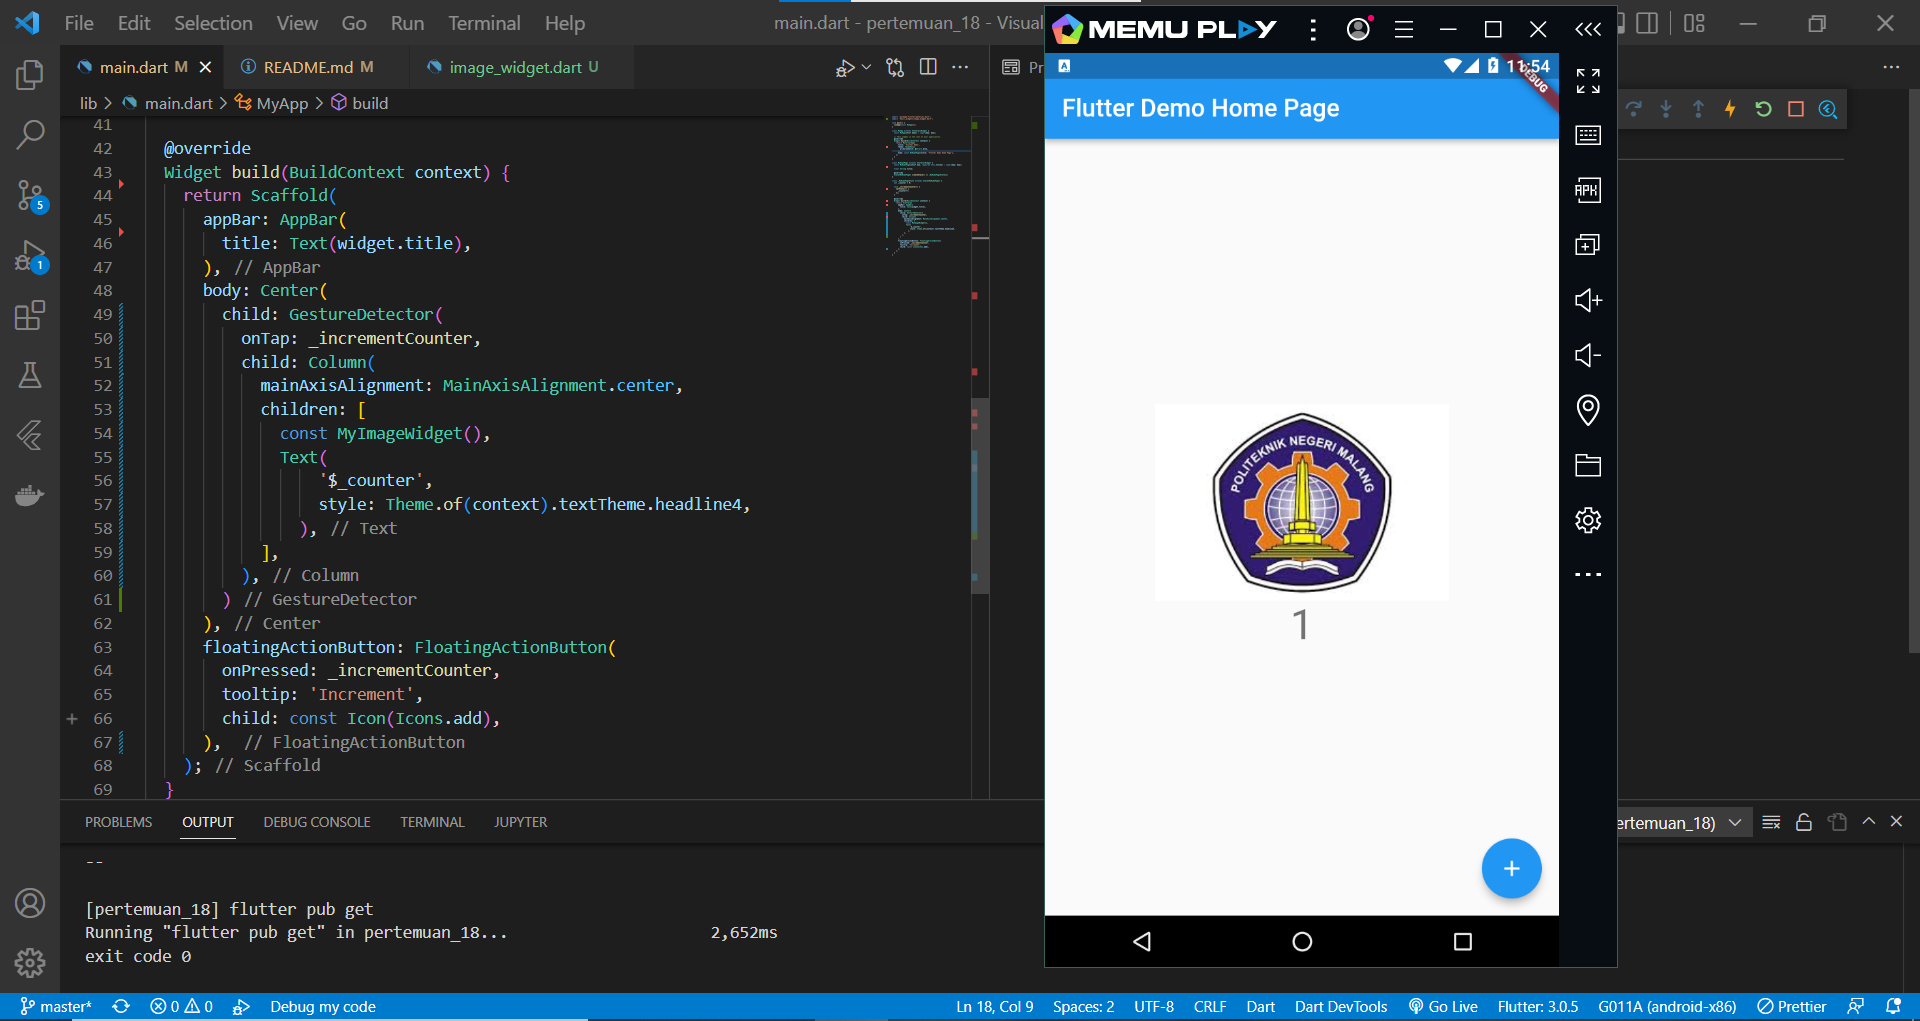 File Edit Selection View Go Run Terminal Help
main.dart - pertemuan_18 - Visual
main.dart M
README.md M
image_widget.dart U
lib > main.dart > MyApp > build
41
42 @override
43 Widget build(BuildContext context) {
44 return Scaffold(
45 appBar: AppBar(
46 title: Text(widget.title),
47 ), // AppBar
48 body: Center(
49 child: GestureDetector(
50 onTap: _incrementCounter,
51 child: Column(
52 mainAxisAlignment: MainAxisAlignment.center,
53 children: [
54 const MyImageWidget(),
55 Text(
56 '$_counter',
57 style: Theme.of(context).textTheme.headline4,
58 ), // Text
59 ],
60 ), // Column
61 ) // GestureDetector
62 ), // Center
63 floatingActionButton: FloatingActionButton(
64 onPressed: _incrementCounter,
65 tooltip: 'Increment',
66 child: const Icon(Icons.add),
67 ), // FloatingActionButton
68 ); // Scaffold
69 }
5
1
PROBLEMS OUTPUT DEBUG CONSOLE TERMINAL JUPYTER
--
[pertemuan_18] flutter pub get
Running "flutter pub get" in pertemuan_18... 2,652ms
exit code 0
Pr
MEMU PLAY
11:54
DEBUG
Flutter Demo Home Page
POLITEKNIK NEGERI MALANG
1
APK
ertemuan_18)
master* 0 0 Debug my code Ln 18, Col 9 Spaces: 2 UTF-8 CRLF Dart Dart DevTools Go Live Flutter: 3.0.5 G011A (android-x86) Prettier